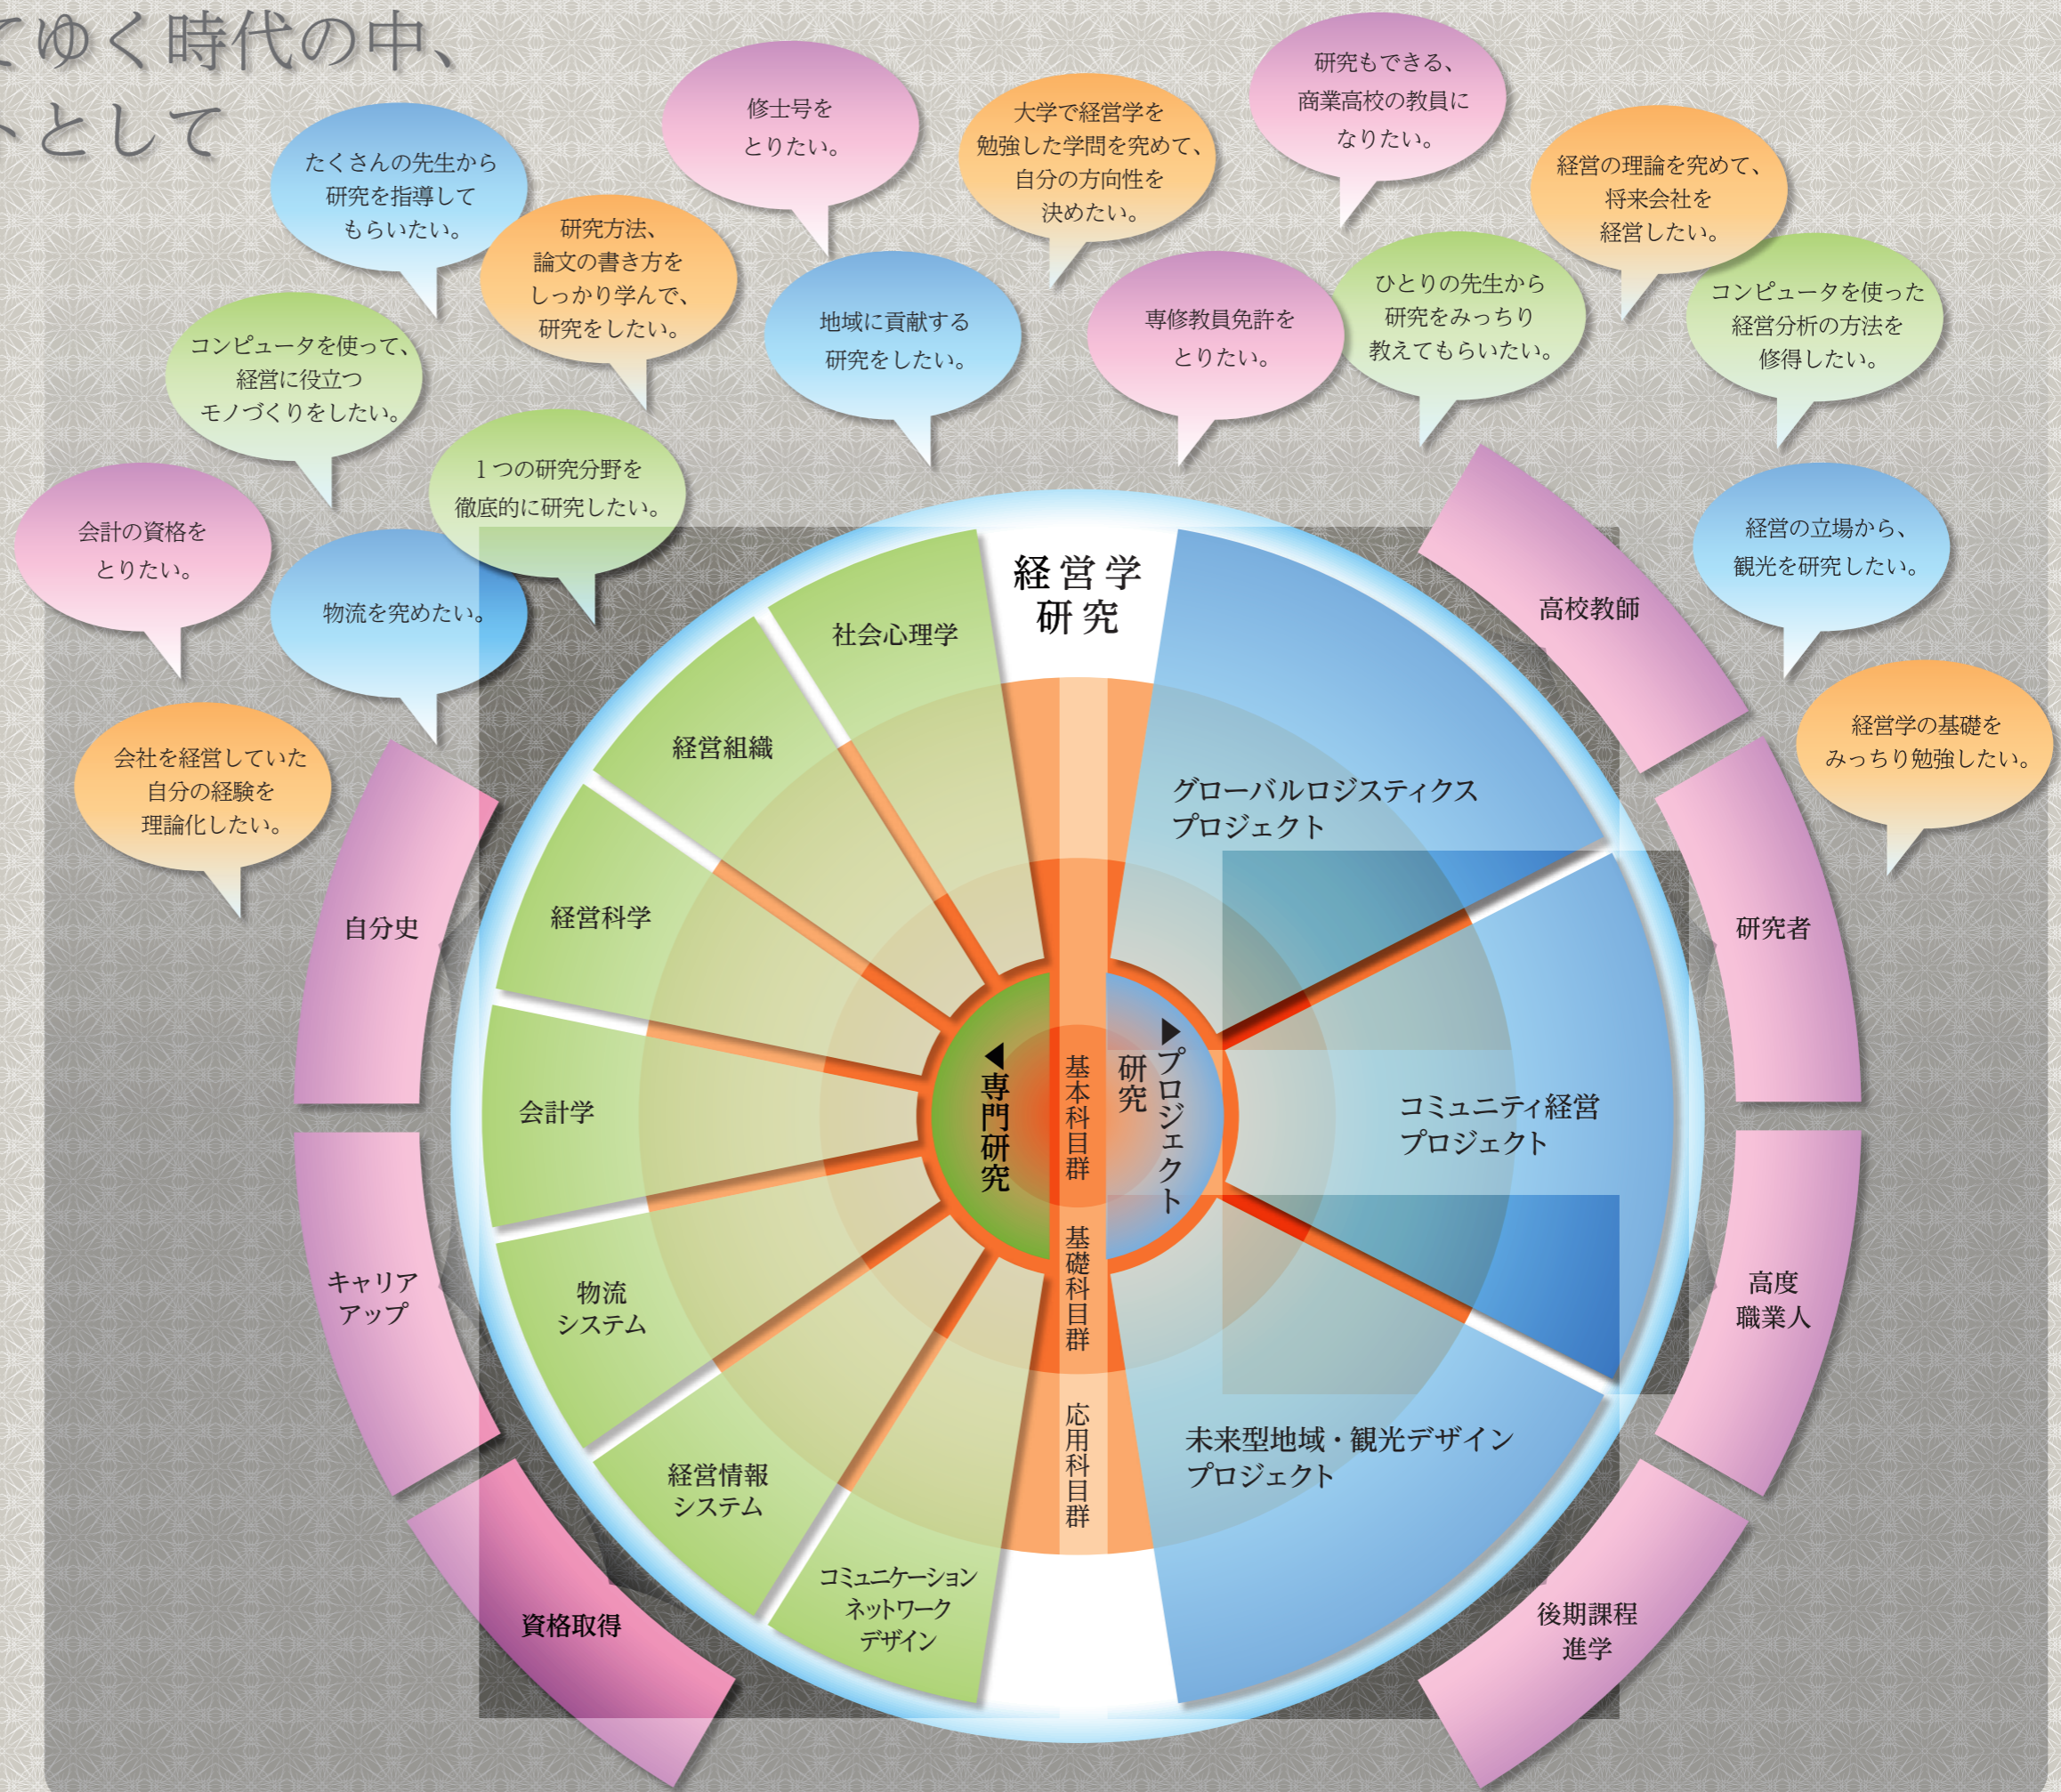 てゆく時代の中、
トとして
研究もできる、
商業高校の教員に
なりたい。
修士号を
とりたい。
大学で経営学を
勉強した学問を究めて、
自分の方向性を
決めたい。
たくさんの先生から
研究を指導して
もらいたい。
経営の理論を究めて、
将来会社を
経営したい。
研究方法、
論文の書き方を
しっかり学んで、
研究をしたい。
地域に貢献する
研究をしたい。
専修教員免許を
とりたい。
ひとりの先生から
研究をみっちり
教えてもらいたい。
コンピュータを使った
経営分析の方法を
修得したい。
コンピュータを使って、
経営に役立つ
モノづくりをしたい。
1つの研究分野を
徹底的に研究したい。
会計の資格を
とりたい。
物流を究めたい。
経営の立場から、
観光を研究したい。
会社を経営していた
自分の経験を
理論化したい。
経営学の基礎を
みっちり勉強したい。
経営学
研究
社会心理学
経営組織
経営科学
会計学
物流
システム
経営情報
システム
コミュニケーション
ネットワーク
デザイン
グローバルロジスティクス
プロジェクト
コミュニティ経営
プロジェクト
未来型地域・観光デザイン
プロジェクト
◀専門研究
▶プロジェクト
研究
基本科目群
基礎科目群
応用科目群
自分史
キャリア
アップ
資格取得
高校教師
研究者
高度
職業人
後期課程
進学